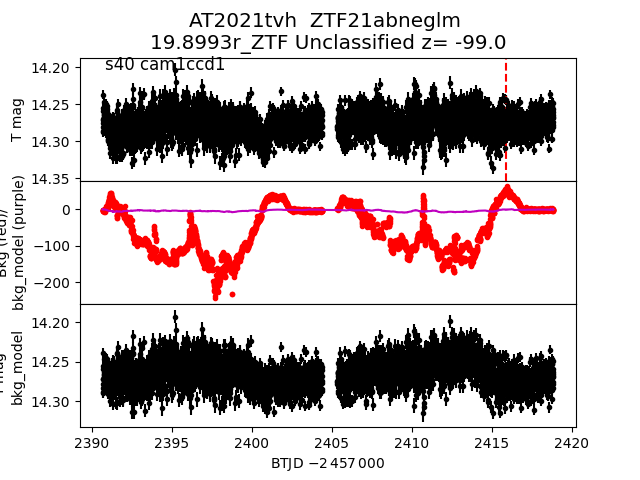 AT2021tvh ZTF21abneglm
19.8993r_ZTF Unclassified z= -99.0
s40 cam1ccd1
T mag
14.20
14.25
14.30
14.35
Bkg (red)/
bkg_model (purple)
0
−100
−200
mag
bkg_model
14.20
14.25
14.30
2390
2395
2400
2405
2410
2415
2420
BTJD −2 457 000